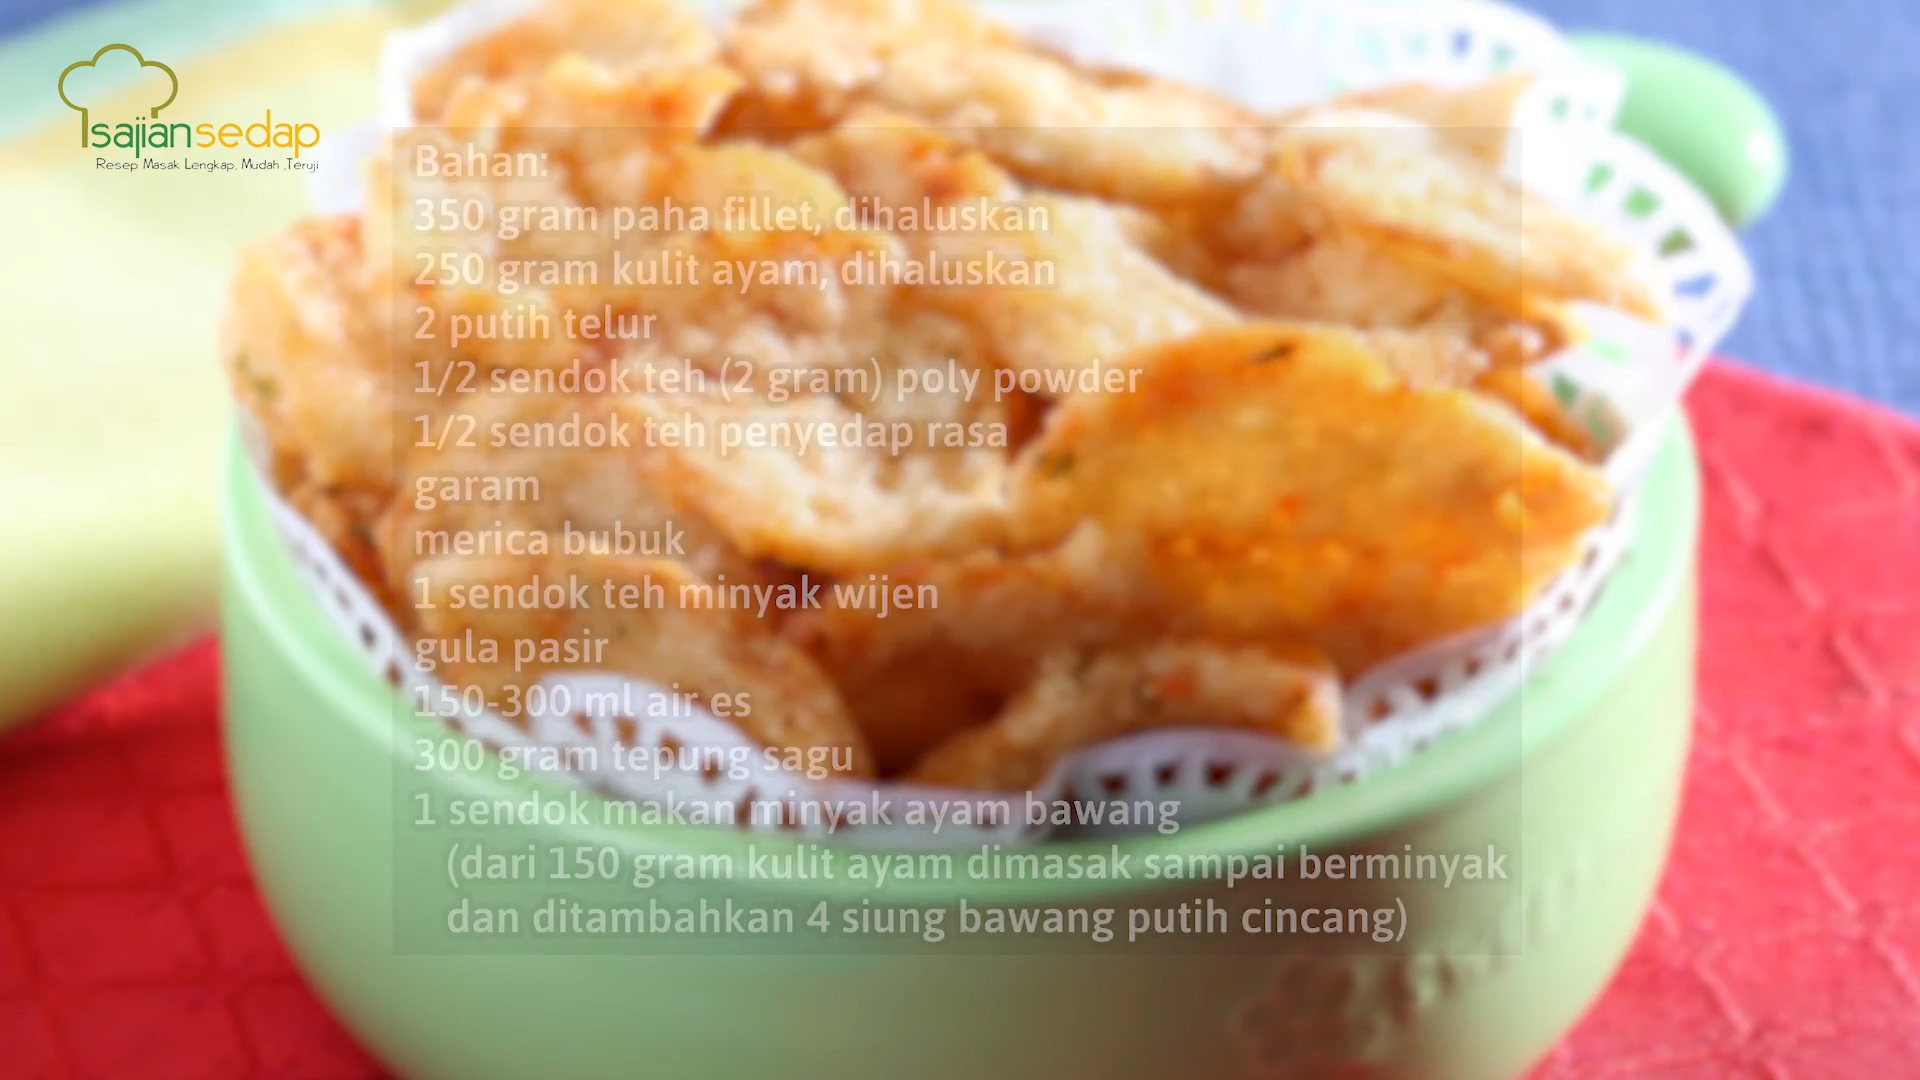 sajiansedap
Resep Masak Lengkap, Mudah ,Teruji
Bahan:
350 gram paha fillet, dihaluskan
250 gram kulit ayam, dihaluskan
2 putih telur
1/2 sendok teh (2 gram) poly powder
1/2 sendok teh penyedap rasa
garam
merica bubuk
1 sendok teh minyak wijen
gula pasir
150-300 ml air es
300 gram tepung sagu
1 sendok makan minyak ayam bawang
(dari 150 gram kulit ayam dimasak sampai berminyak
dan ditambahkan 4 siung bawang putih cincang)